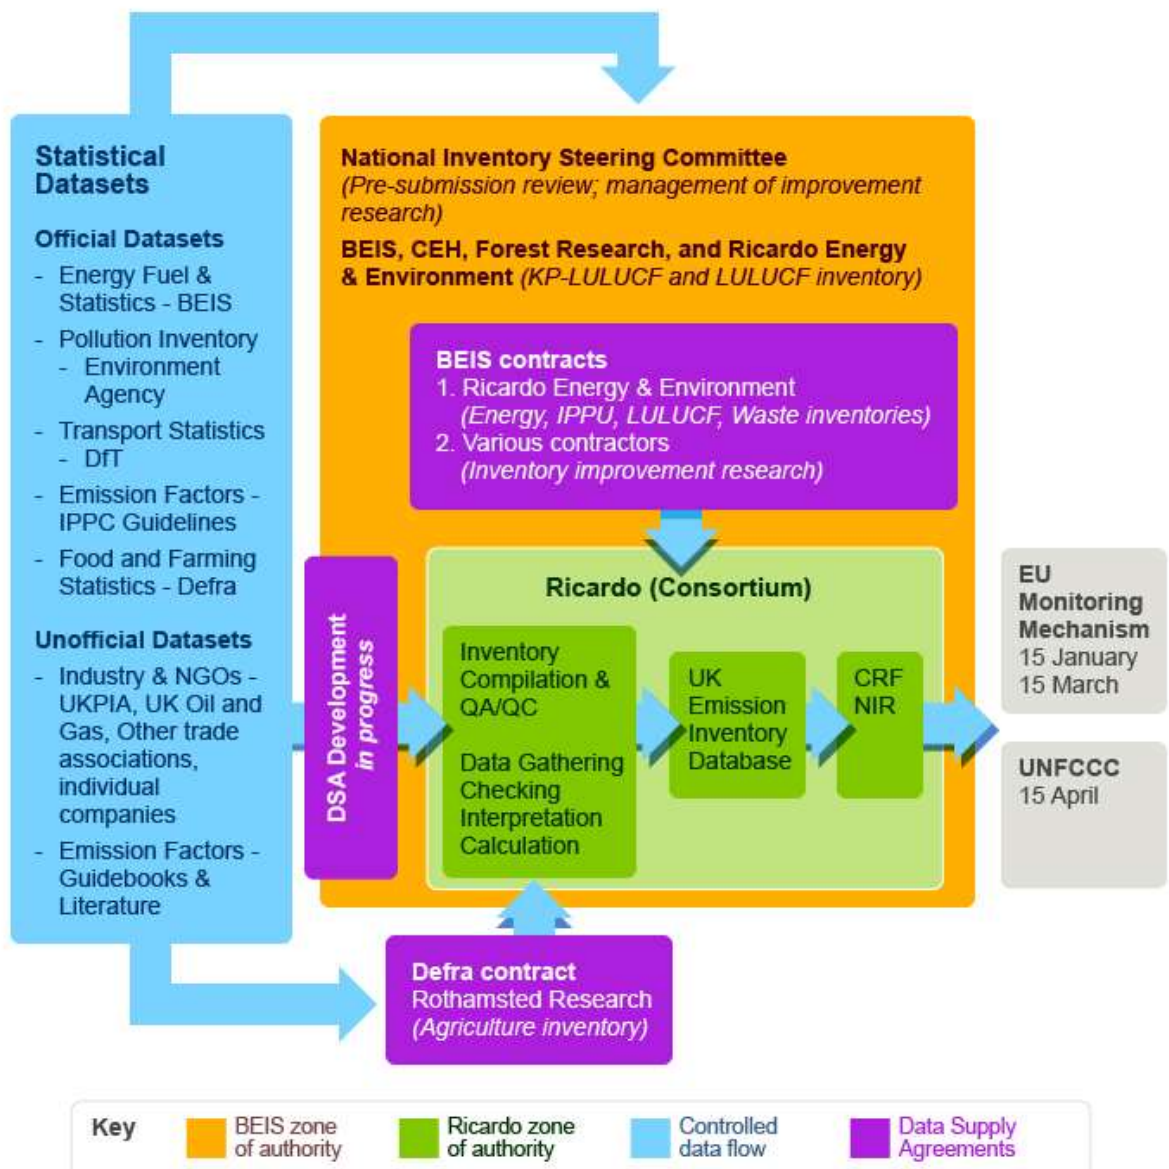 Statistical
Datasets
Official Datasets
- Energy Fuel &
Statistics - BEIS
- Pollution Inventory
- Environment
Agency
- Transport Statistics
- DfT
- Emission Factors -
IPPC Guidelines
- Food and Farming
Statistics - Defra
Unofficial Datasets
- Industry & NGOs -
UKPIA, UK Oil and
Gas, Other trade
associations,
individual
companies
- Emission Factors -
Guidebooks &
Literature
National Inventory Steering Committee
(Pre-submission review; management of improvement
research)
BEIS, CEH, Forest Research, and Ricardo Energy
& Environment (KP-LULUCF and LULUCF inventory)
BEIS contracts
1. Ricardo Energy & Environment
(Energy, IPPU, LULUCF, Waste inventories)
2. Various contractors
(Inventory improvement research)
DSA Development
in progress
Ricardo (Consortium)
Inventory
Compilation &
QA/QC
Data Gathering
Checking
Interpretation
Calculation
UK
Emission
Inventory
Database
CRF
NIR
EU
Monitoring
Mechanism
15 January
15 March
UNFCCC
15 April
Defra contract
Rothamsted Research
(Agriculture inventory)
Key
BEIS zone
of authority
Ricardo zone
of authority
Controlled
data flow
Data Supply
Agreements